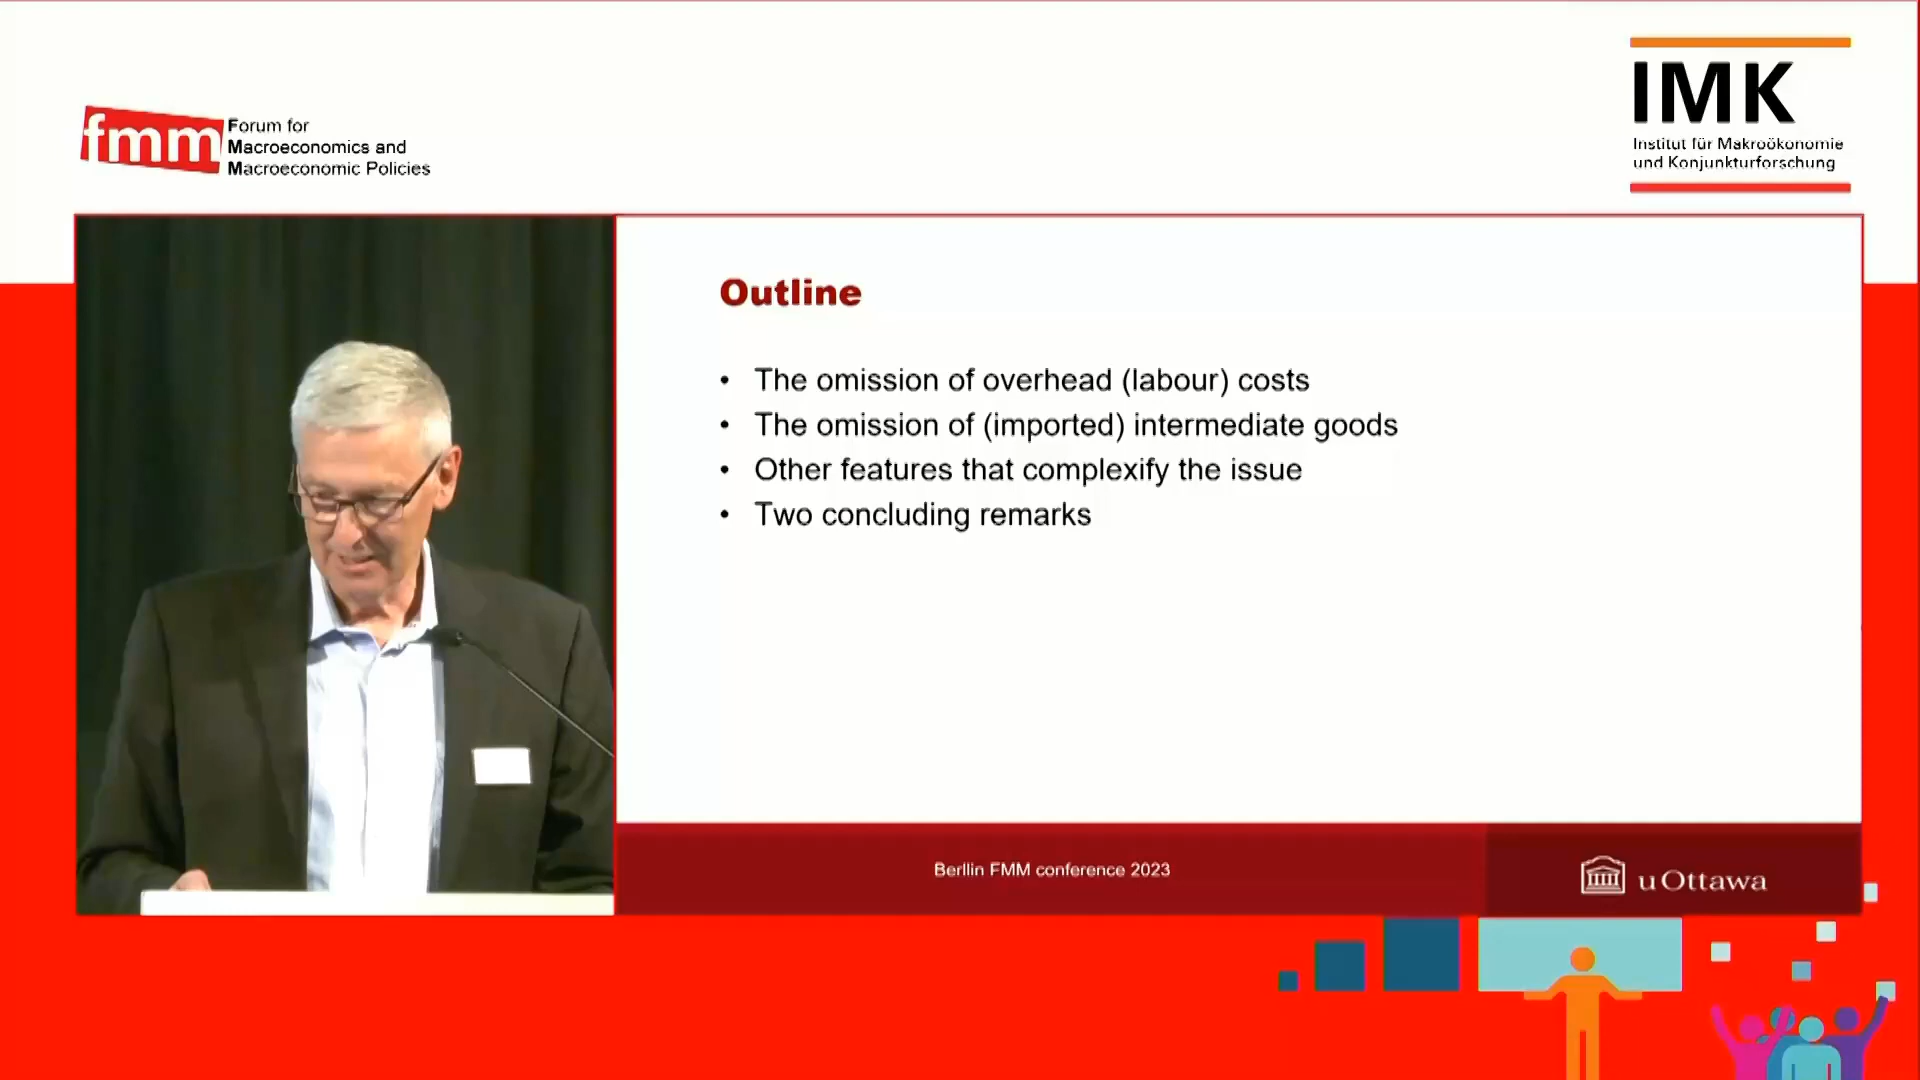 fmm
Forum for
Macroeconomics and
Macroeconomic Policies
IMK
Institut für Makroökonomie
und Konjunkturforschung
Outline
• The omission of overhead (labour) costs
• The omission of (imported) intermediate goods
• Other features that complexify the issue
• Two concluding remarks
Berllin FMM conference 2023
uOttawa